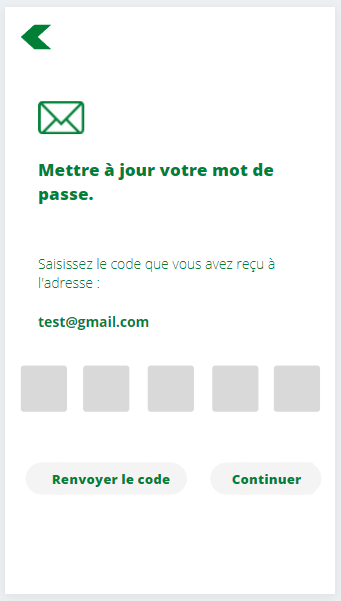 Mettre à jour votre mot de
passe.
Saisissez le code que vous avez reçu à
l'adresse :
test@gmail.com
Renvoyer le code
Continuer